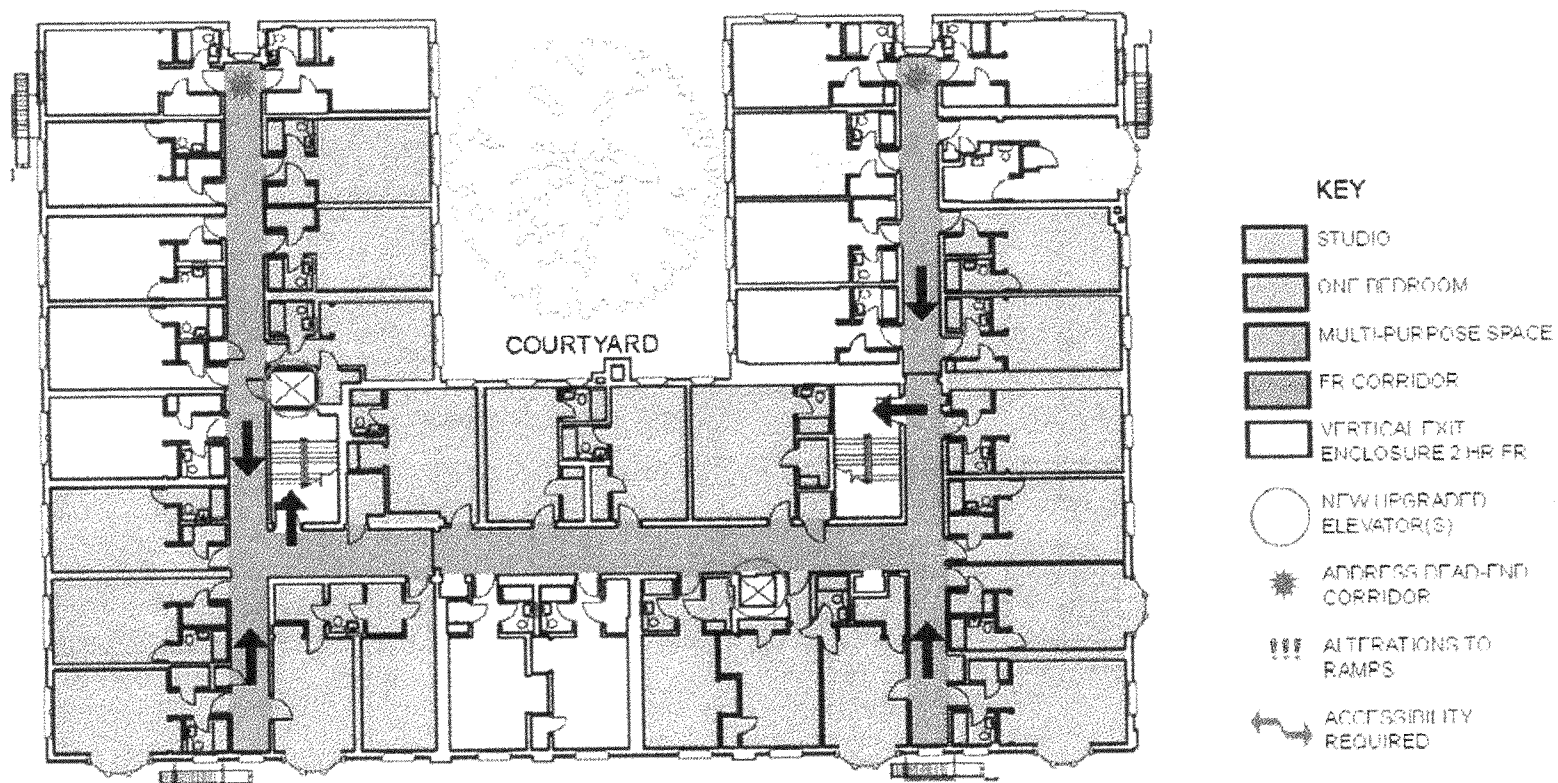 COURTYARD
KEY
STUDIO
ONE BEDROOM
MULTI-PURPOSE SPACE
FR CORRIDOR
VERTICAL EXIT
ENCLOSURE 2 HR FR
NEW UPGRADED
ELEVATOR(S)
ADDRESS DEAD-END
CORRIDOR
ALTERATIONS TO
RAMPS
ACCESSIBILITY
REQUIRED